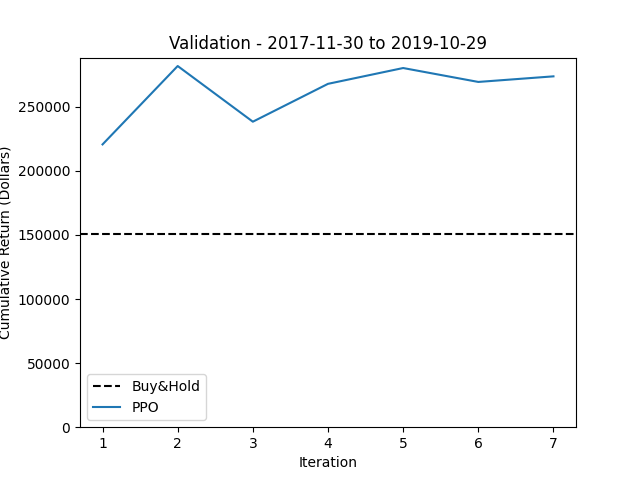 Validation - 2017-11-30 to 2019-10-29
Cumulative Return (Dollars)
250000
200000
150000
100000
50000
0
Buy&Hold
PPO
1 2 3 4 5 6 7
Iteration